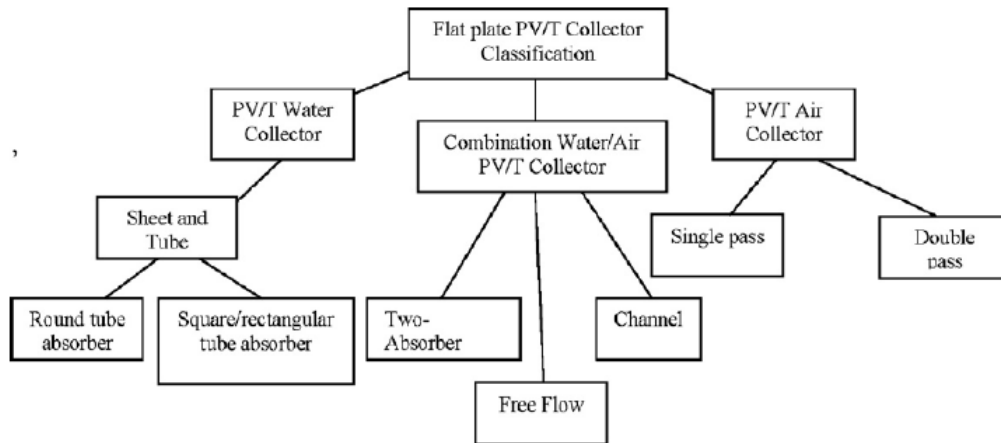 Flat plate PV/T Collector
Classification
PV/T Water
Collector
PV/T Air
Collector
,
Combination Water/Air
PV/T Collector
Sheet and
Tube
Single pass
Double
pass
Round tube
absorber
Square/rectangular
tube absorber
Two-
Absorber
Channel
Free Flow